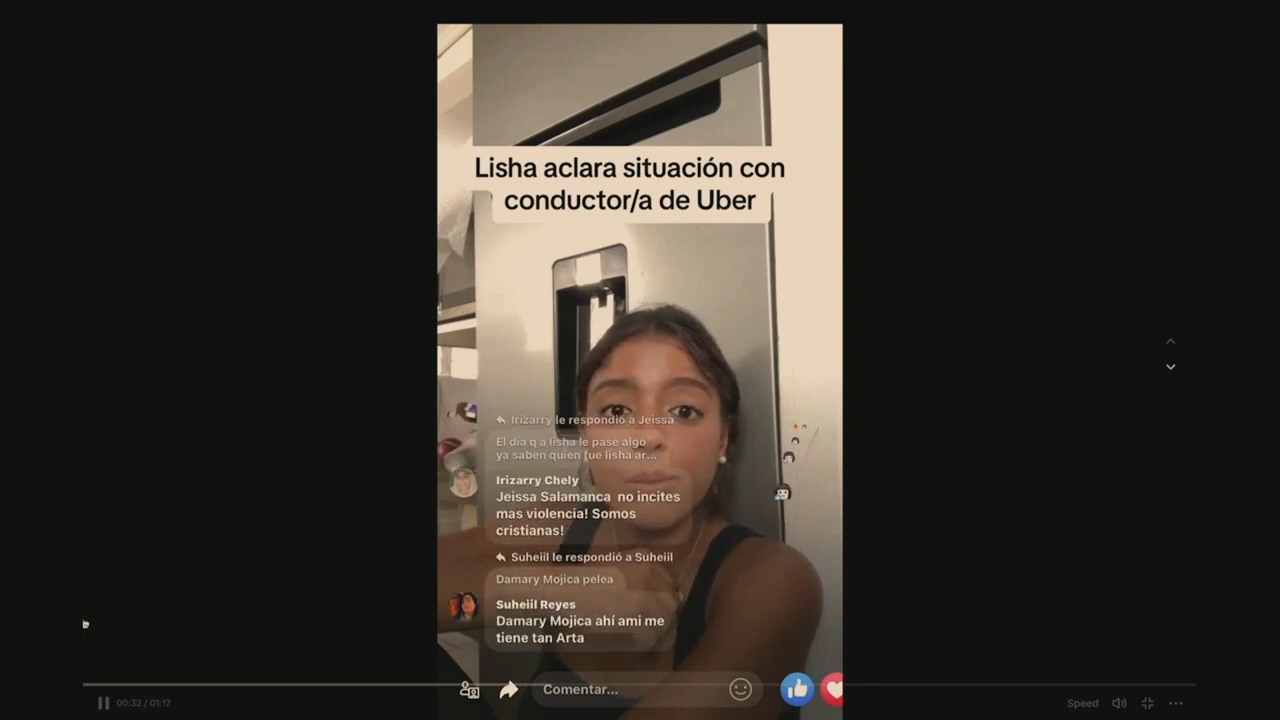 Lisha aclara situación con
conductor/a de Uber
Irizarry le respondió a Jeissa
El día q a lisha le pase algo
ya saben quien fue lisha ar...
Irizarry Chely
Jeissa Salamanca no incites
mas violencia! Somos
cristianas!
Suheiil le respondió a Suheiil
Damary Mojica pelea
Suheiil Reyes
Damary Mojica ahí ami me
tiene tan Arta
Comentar...
00:32 / 01:17
Speed